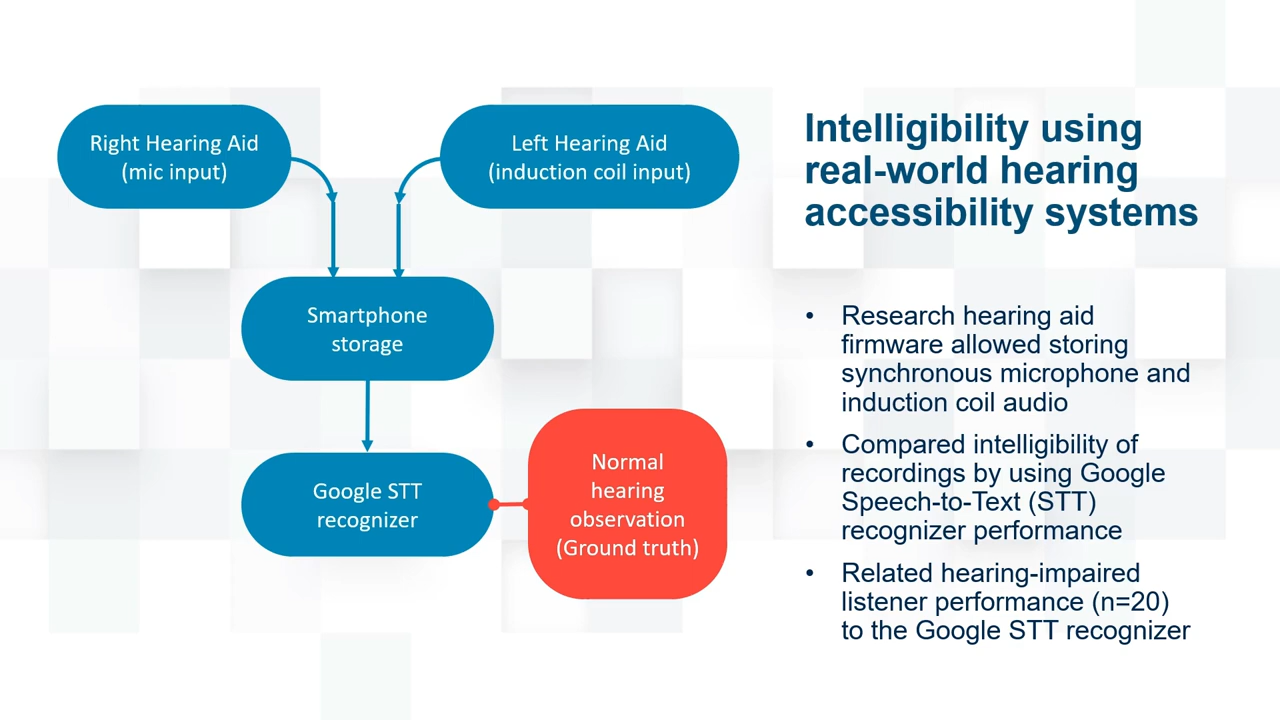 Right Hearing Aid
(mic input)
Left Hearing Aid
(induction coil input)
Smartphone
storage
Google STT
recognizer
Normal
hearing
observation
(Ground truth)
Intelligibility using
real-world hearing
accessibility systems
• Research hearing aid
firmware allowed storing
synchronous microphone and
induction coil audio
• Compared intelligibility of
recordings by using Google
Speech-to-Text (STT)
recognizer performance
• Related hearing-impaired
listener performance (n=20)
to the Google STT recognizer